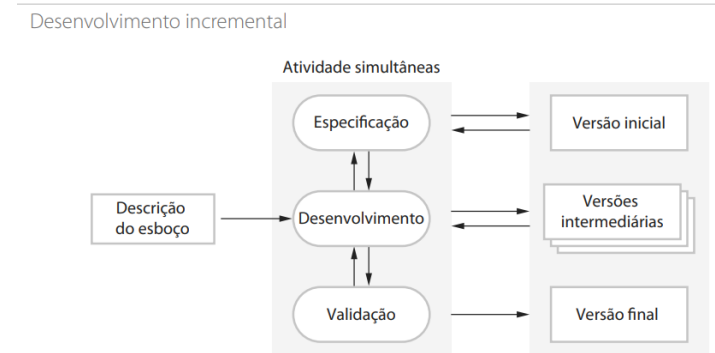 Desenvolvimento incremental
Atividade simultâneas
Especificação
Versão inicial
Descrição
do esboço
Desenvolvimento
Versões
intermediárias
Validação
Versão final